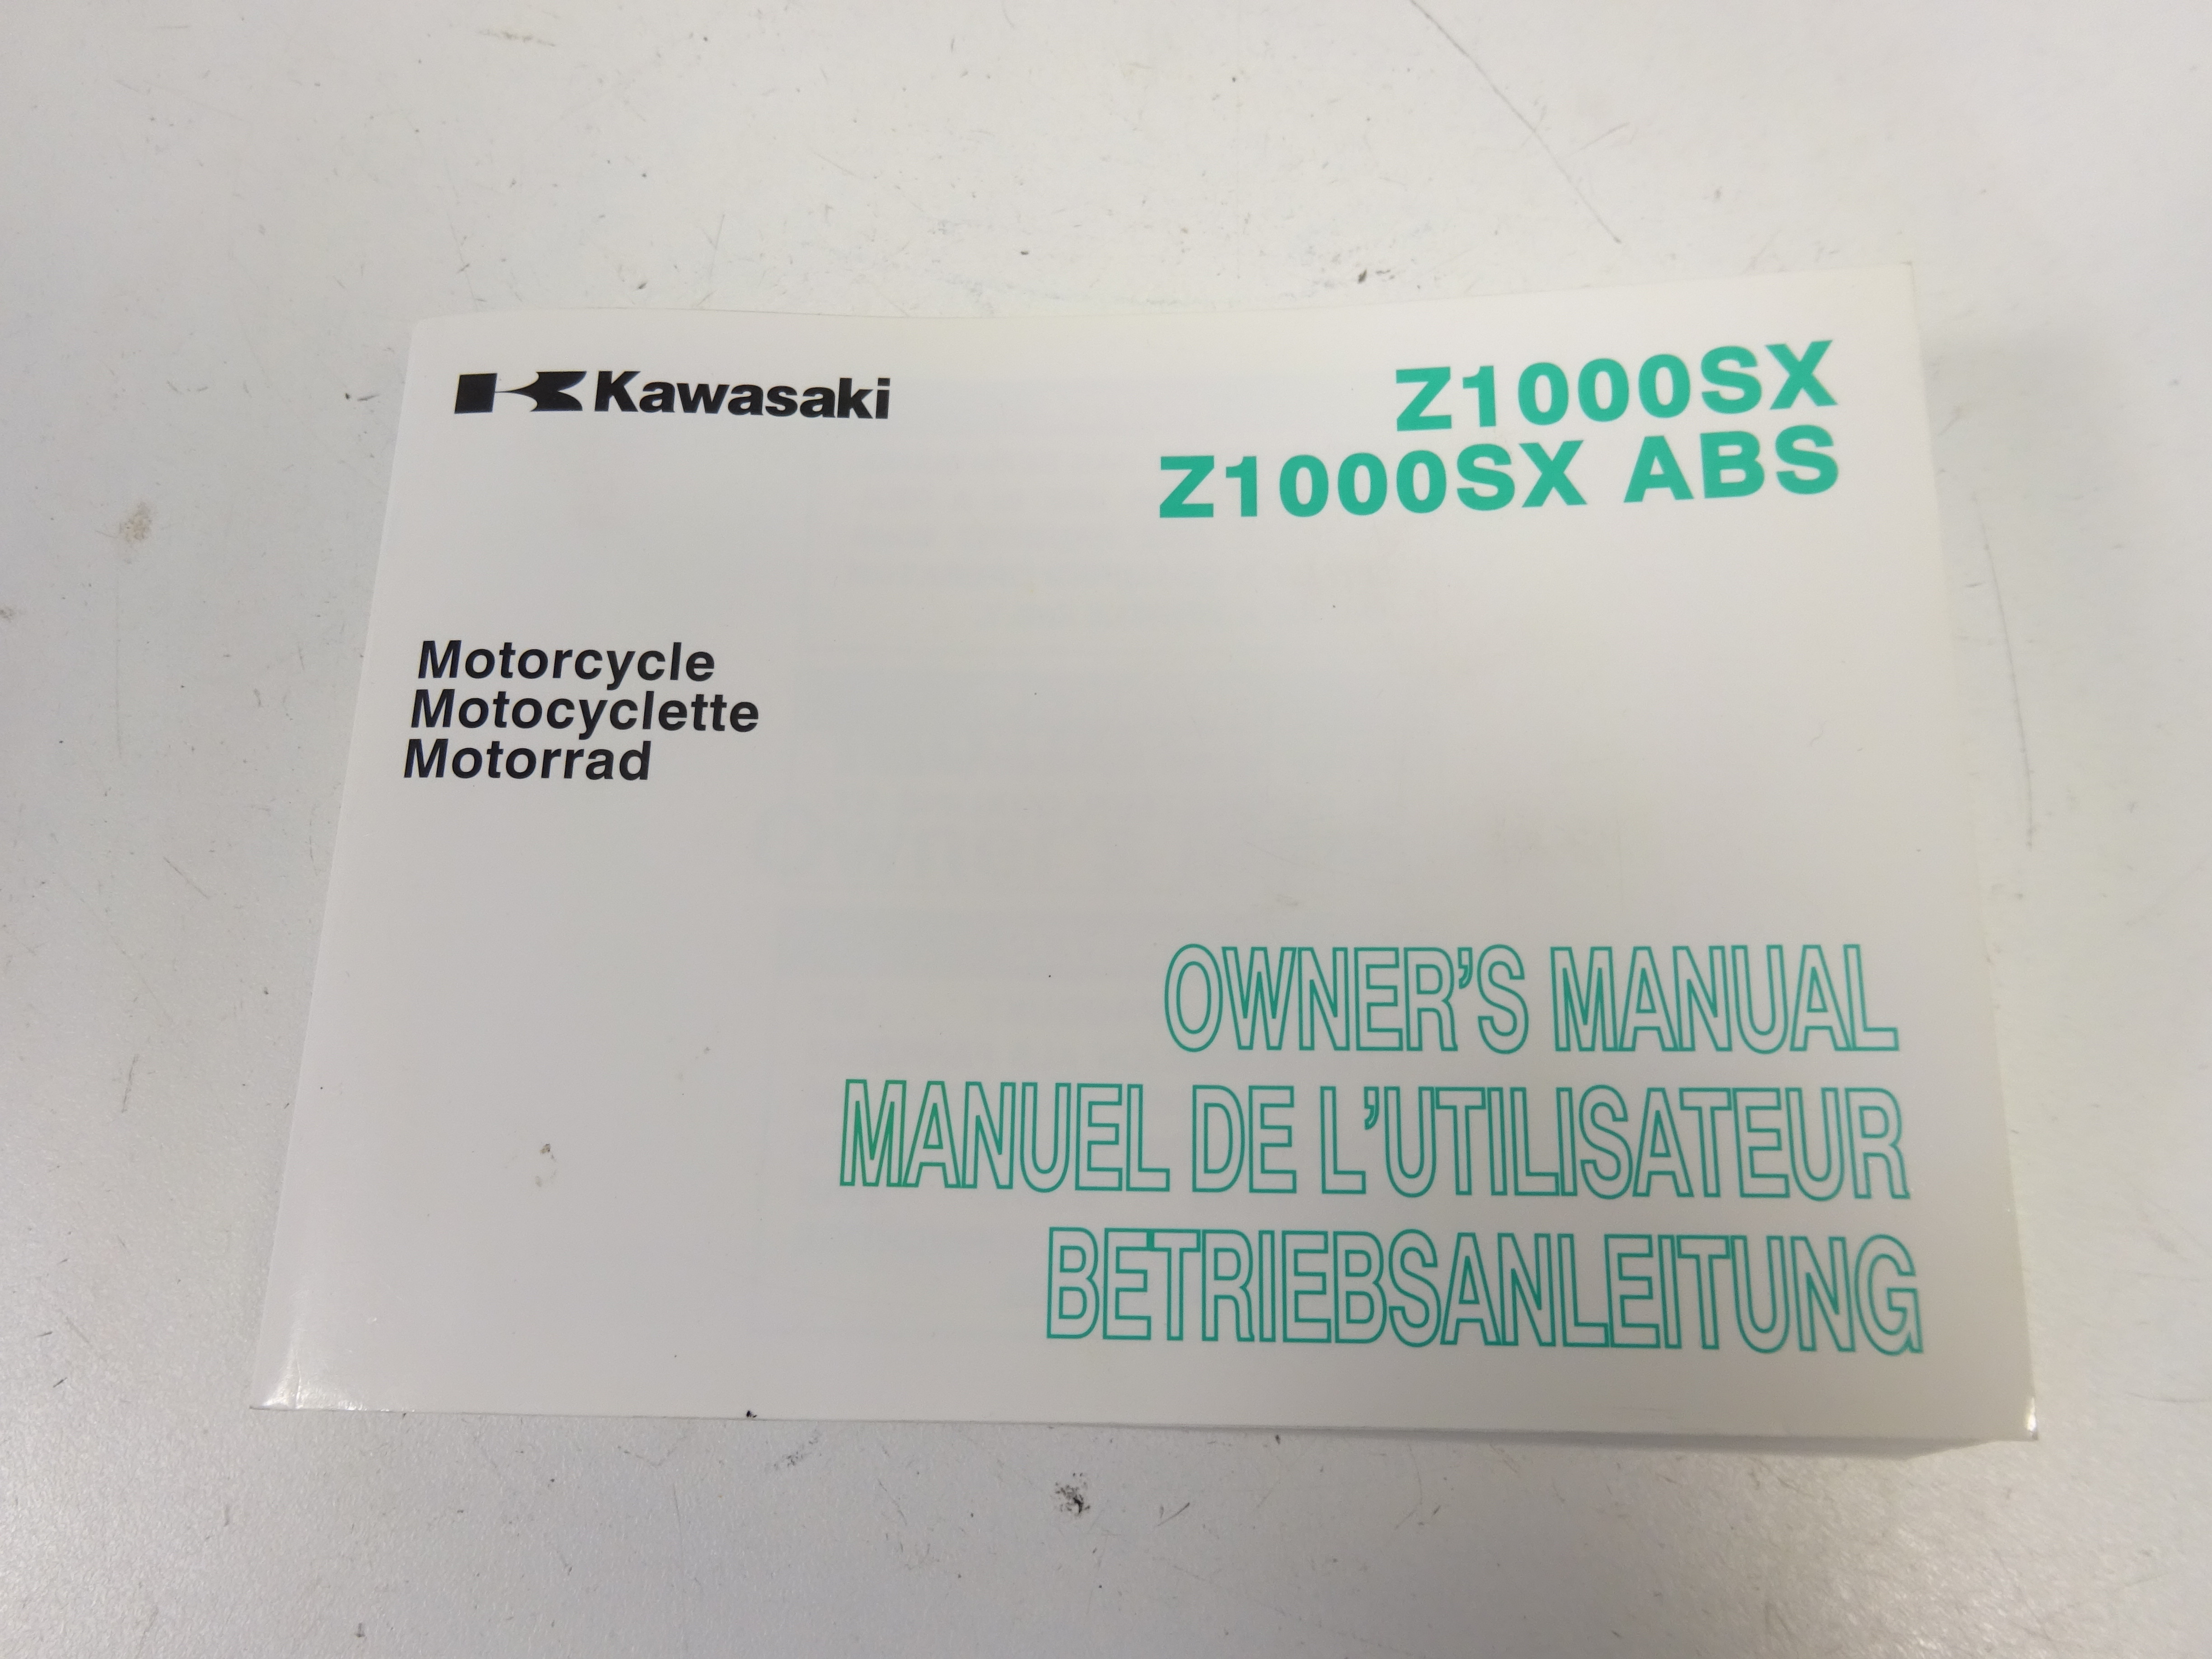 Kawasaki
Z1000SX
Z1000SX ABS
Motorcycle
Motocyclette
Motorrad
OWNER'S MANUAL
MANUEL DE L'UTILISATEUR
BETRIEBSANLEITUNG